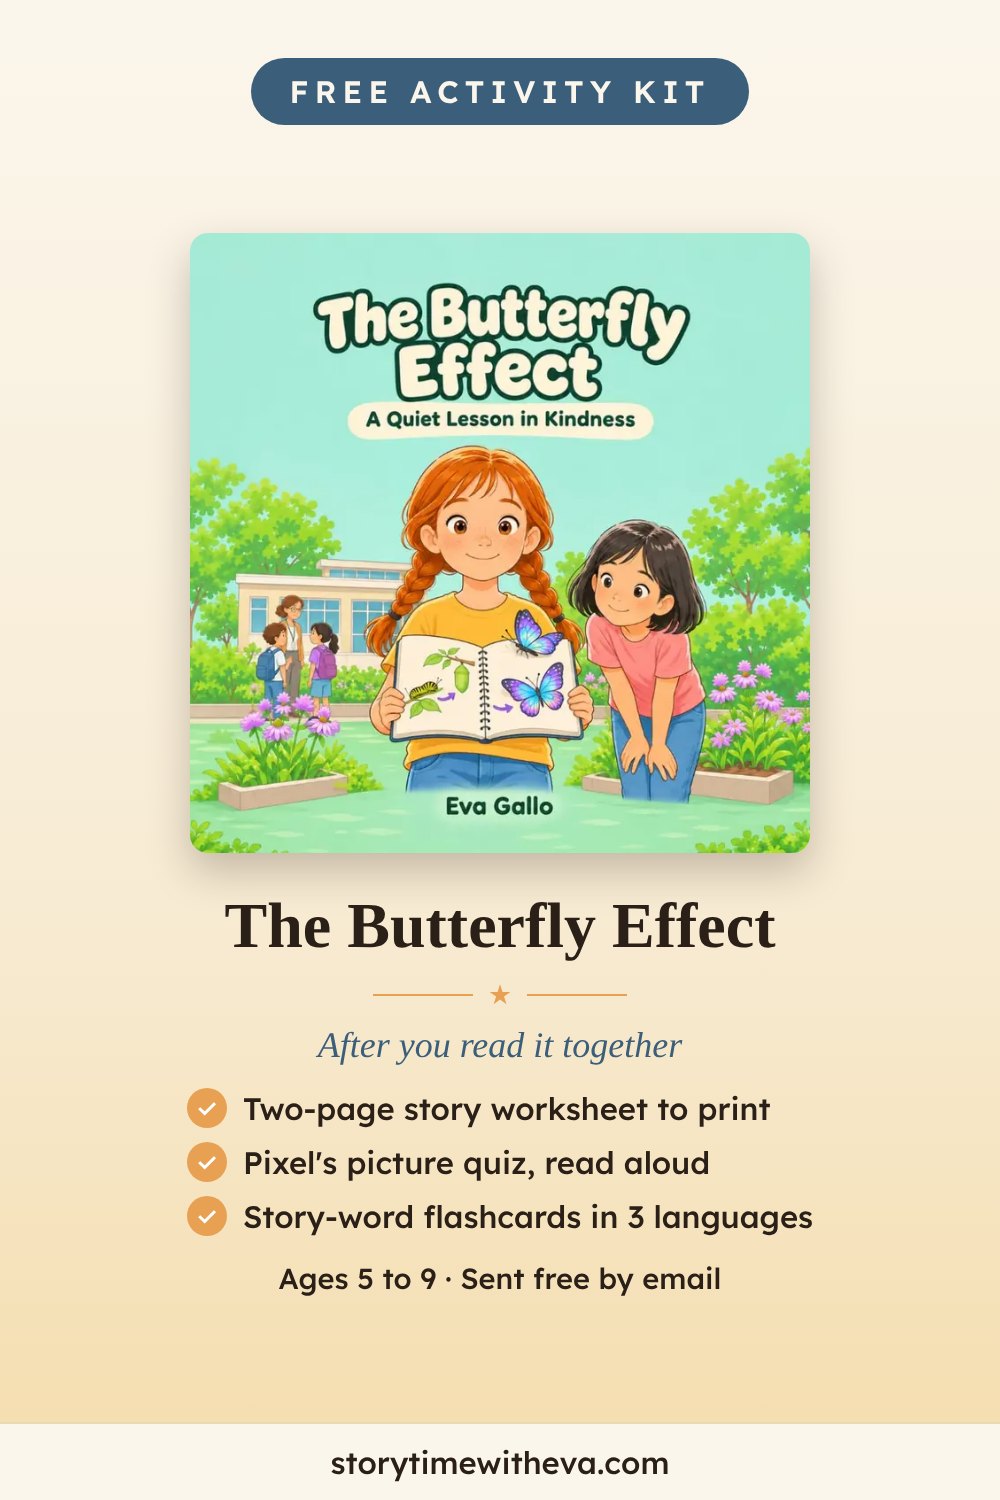 FREE ACTIVITY KIT
The Butterfly
Effect
A Quiet Lesson in Kindness
Eva Gallo
The Butterfly Effect
After you read it together
Two-page story worksheet to print
Pixel's picture quiz, read aloud
Story-word flashcards in 3 languages
Ages 5 to 9 · Sent free by email
storytimewitheva.com